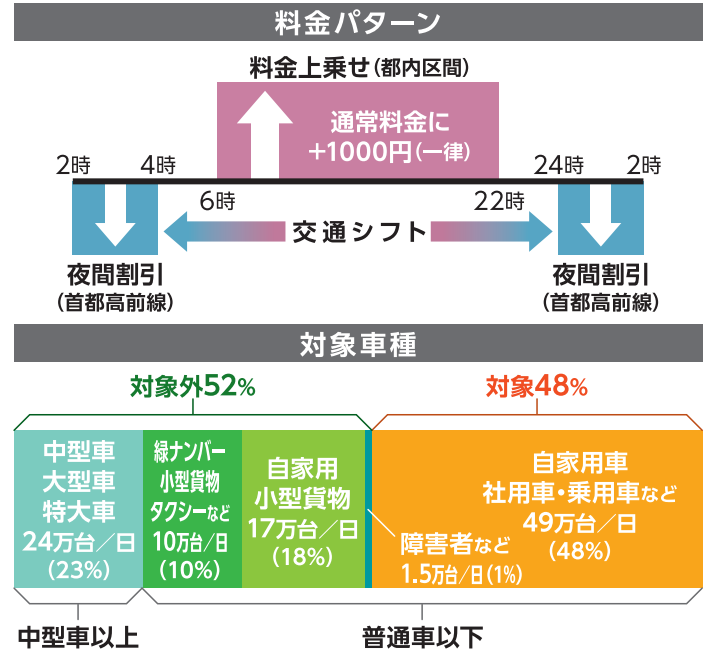 料金パターン
料金上乗せ(都内区間)
通常料金に
+1000円(一律)
2時
4時
24時
2時
6時
22時
交通シフト
夜間割引
(首都高前線)
夜間割引
(首都高前線)
対象車種
対象外52%
対象48%
中型車
大型車
特大車
24万台/日
(23%)
緑ナンバー
小型貨物
タクシーなど
10万台/日
(10%)
自家用
小型貨物
17万台/日
(18%)
障害者など
1.5万台/日(1%)
自家用車
社用車・乗用車など
49万台/日
(48%)
中型車以上
普通車以下